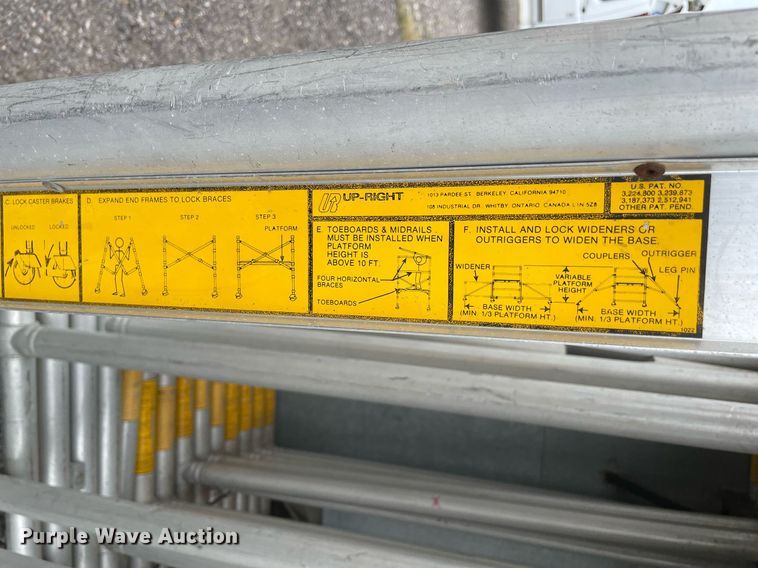 C. LOCK CASTER BRAKES
UNLOCKED LOCKED
D. EXPAND END FRAMES TO LOCK BRACES
STEP 1 STEP 2 STEP 3
PLATFORM
UR UP-RIGHT
1013 PARDEE ST. BERKELEY, CALIFORNIA 94710
108 INDUSTRIAL DR. WHITBY, ONTARIO CANADA L1N 5Z8
U.S. PAT. NO.
3,224,800 3,239,873
3,187,373 2,512,941
OTHER PAT. PEND.
E. TOEBOARDS & MIDRAILS
MUST BE INSTALLED WHEN
PLATFORM
HEIGHT IS
ABOVE 10 FT.
FOUR HORIZONTAL
BRACES
TOEBOARDS
F. INSTALL AND LOCK WIDENERS OR
OUTRIGGERS TO WIDEN THE BASE.
COUPLERS OUTRIGGER
WIDENER
VARIABLE
PLATFORM
HEIGHT
LEG PIN
BASE WIDTH
(MIN. 1/3 PLATFORM HT.)
BASE WIDTH
(MIN. 1/3 PLATFORM HT.)
1022
Purple Wave Auction